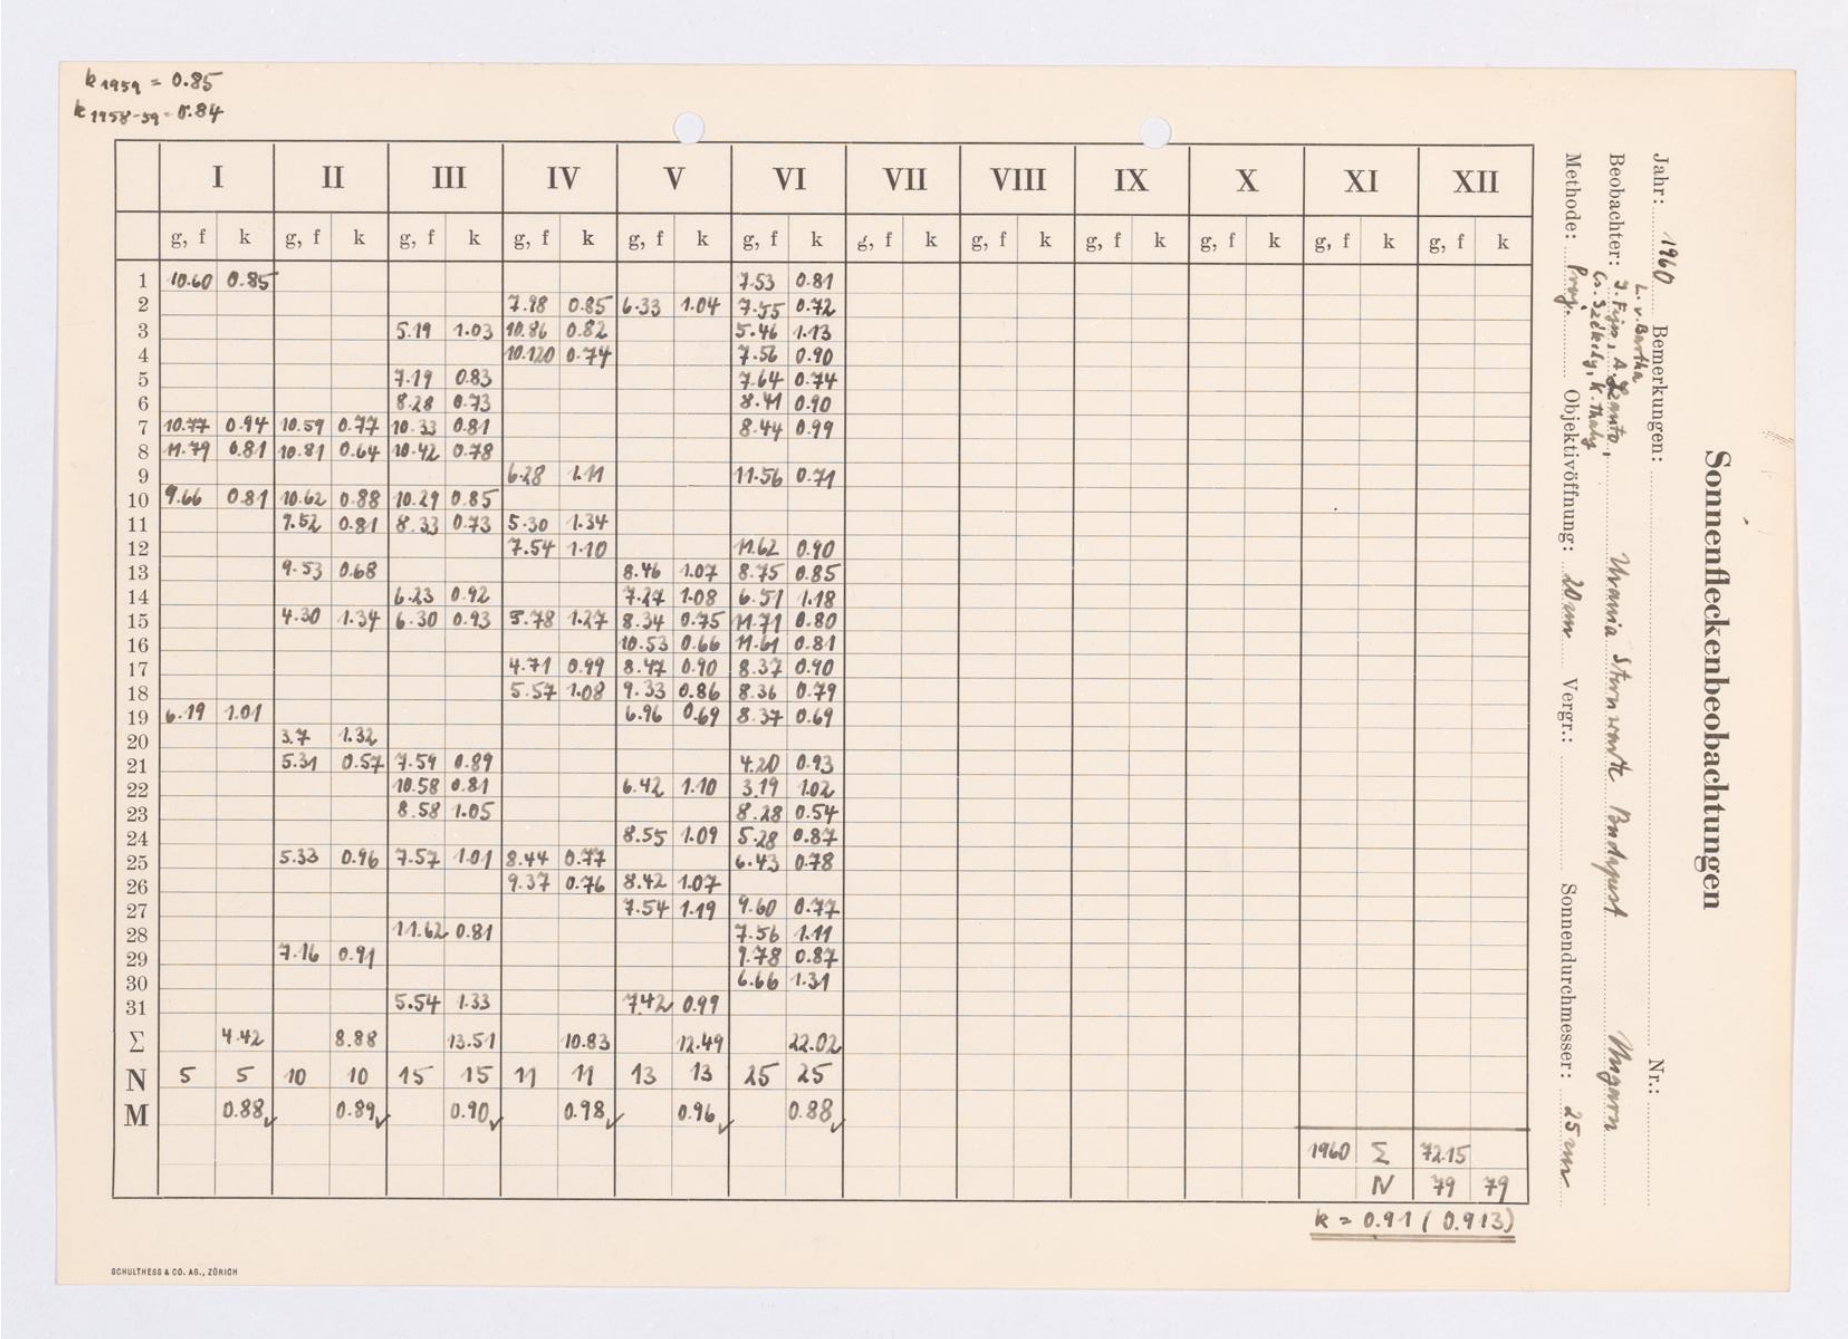 k 1959 = 0.85
k 1958-59 = 0.84
I II III IV V VI VII VIII IX X XI XII
g, f k g, f k g, f k g, f k g, f k g, f k g, f k g, f k g, f k g, f k g, f k g, f k
1 10.60 0.85 7.53 0.81
2 7.98 0.85 6.33 1.04 7.55 0.72
3 5.19 1.03 10.86 0.82 5.46 1.13
4 10.120 0.74 7.56 0.90
5 7.19 0.83 7.64 0.74
6 8.28 0.73 8.41 0.90
7 10.77 0.94 10.59 0.77 10.33 0.81 8.44 0.99
8 11.79 0.81 10.81 0.64 10.42 0.78
9 6.28 1.11 11.56 0.71
10 9.66 0.81 10.62 0.88 10.29 0.85
11 9.52 0.81 8.33 0.73 5.30 1.34
12 7.54 1.10 11.62 0.90
13 9.53 0.68 8.46 1.07 8.75 0.85
14 6.23 0.92 7.27 1.08 6.51 1.18
15 4.30 1.34 6.30 0.93 5.78 1.27 8.34 0.75 11.71 0.80
16 10.53 0.66 11.61 0.81
17 4.71 0.99 8.47 0.90 8.37 0.90
18 5.57 1.08 9.33 0.86 8.36 0.79
19 6.19 1.01 6.96 0.69 8.37 0.69
20 3.7 1.32
21 5.31 0.57 7.59 0.89 4.20 0.93
22 10.58 0.81 6.42 1.10 3.19 1.02
23 8.58 1.05 8.28 0.54
24 8.55 1.09 5.28 0.87
25 5.33 0.96 7.57 1.01 8.44 0.77 6.43 0.78
26 9.37 0.76 8.42 1.07
27 7.54 1.19 9.60 0.77
28 11.62 0.81 7.56 1.11
29 7.16 0.91 9.78 0.87
30 6.66 1.31
31 5.54 1.33 7.42 0.99
Σ 4.42 8.88 13.51 10.83 12.49 22.02
N 5 5 10 10 15 15 11 11 13 13 25 25
M 0.88 0.89 0.90 0.98 0.96 0.88
1960 Σ 72.15
N 79 79
k = 0.91 (0.913)
SCHULTHESS & CO. AG., ZÜRICH
Sonnenfleckenbeobachtungen
Jahr: 1960 Bemerkungen: Nr.:
L. v. Bartha
Beobachter: A. Urania Sternwarte Budapest Ungarn
Cs. Székely, K. Thaly
Methode: Proj. Objektivöffnung: 20 cm Vergr.: Sonnendurchmesser: 25 cm